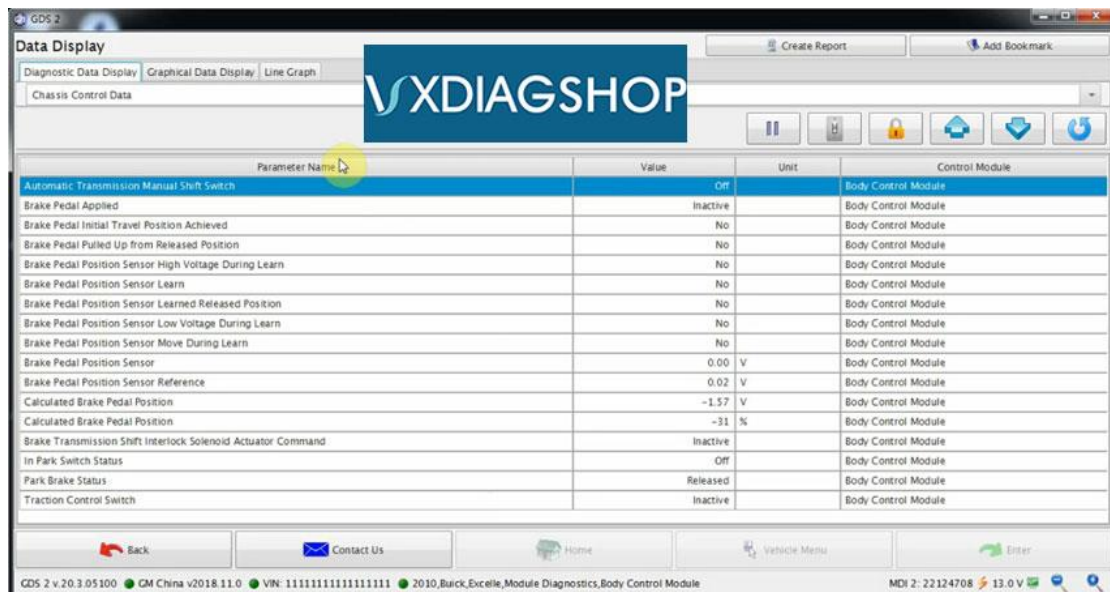 GDS 2
Data Display
Create Report
Add Bookmark
Diagnostic Data Display Graphical Data Display Line Graph
VXDIAGSHOP
Chassis Control Data
Parameter Name Value Unit Control Module
Automatic Transmission Manual Shift Switch Off Body Control Module
Brake Pedal Applied Inactive Body Control Module
Brake Pedal Initial Travel Position Achieved No Body Control Module
Brake Pedal Pulled Up from Released Position No Body Control Module
Brake Pedal Position Sensor High Voltage During Learn No Body Control Module
Brake Pedal Position Sensor Learn No Body Control Module
Brake Pedal Position Sensor Learned Released Position No Body Control Module
Brake Pedal Position Sensor Low Voltage During Learn No Body Control Module
Brake Pedal Position Sensor Move During Learn No Body Control Module
Brake Pedal Position Sensor 0.00 V Body Control Module
Brake Pedal Position Sensor Reference 0.02 V Body Control Module
Calculated Brake Pedal Position -1.57 V Body Control Module
Calculated Brake Pedal Position -31 % Body Control Module
Brake Transmission Shift Interlock Solenoid Actuator Command Inactive Body Control Module
In Park Switch Status Off Body Control Module
Park Brake Status Released Body Control Module
Traction Control Switch Inactive Body Control Module
Back Contact Us Home Vehicle Menu Enter
GDS 2 v.20.3.05100 GM China v2018.11.0 VIN: 11111111111111111 2010,Buick,Excelle,Module Diagnostics,Body Control Module MDI 2: 22124708 13.0 V